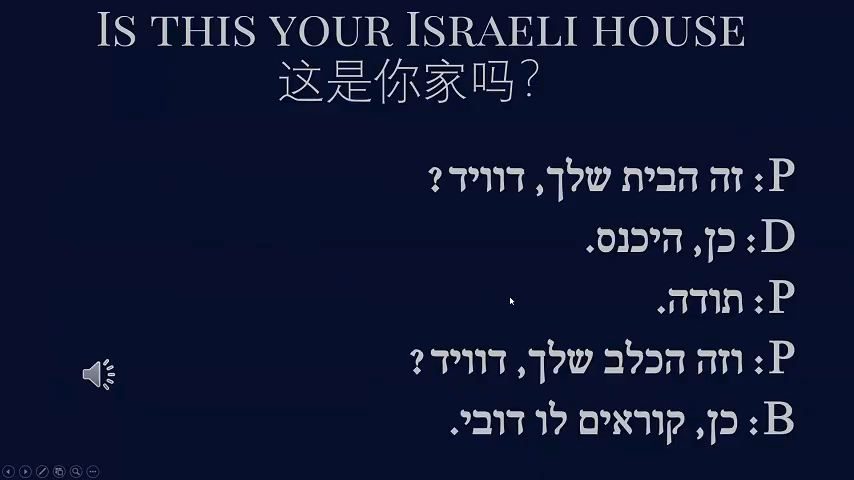 IS THIS YOUR ISRAELI HOUSE
这是你家吗？
P: זה הבית שלך, דוויד?
D: כן, היכנס.
P: תודה.
P: וזה הכלב שלך, דוויד?
B: כן, קוראים לו דובי.